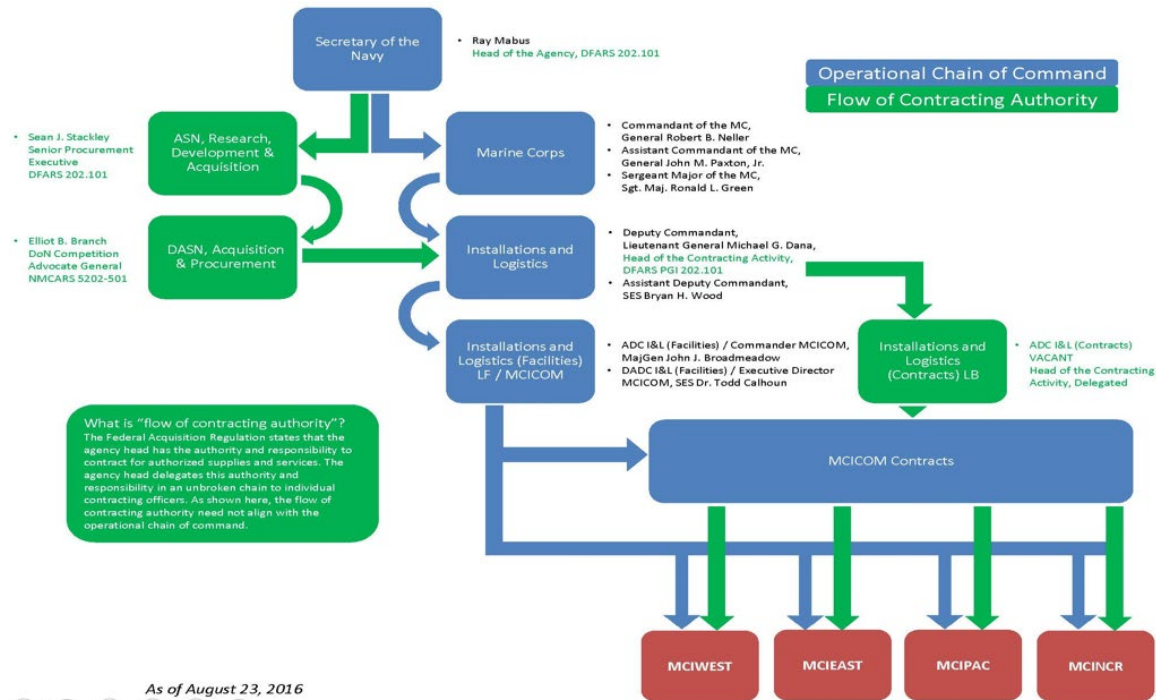 Secretary of the
Navy
• Ray Mabus
Head of the Agency, DFARS 202.101
Operational Chain of Command
Flow of Contracting Authority
• Sean J. Stackley
Senior Procurement
Executive
DFARS 202.101
ASN, Research,
Development &
Acquisition
Marine Corps
• Commandant of the MC,
General Robert B. Neller
• Assistant Commandant of the MC,
General John M. Paxton, Jr.
• Sergeant Major of the MC,
Sgt. Maj. Ronald L. Green
• Elliot B. Branch
DoN Competition
Advocate General
NMCARS 5202-501
DASN, Acquisition
& Procurement
Installations and
Logistics
• Deputy Commandant,
Lieutenant General Michael G. Dana,
Head of the Contracting Activity,
DFARS PGI 202.101
• Assistant Deputy Commandant,
SES Bryan H. Wood
Installations and
Logistics (Facilities)
LF / MCICOM
• ADC I&L (Facilities) / Commander MCICOM,
MajGen John J. Broadmeadow
• DADC I&L (Facilities) / Executive Director
MCICOM, SES Dr. Todd Calhoun
Installations and
Logistics
(Contracts) LB
• ADC I&L (Contracts)
VACANT
Head of the Contracting
Activity, Delegated
What is "flow of contracting authority"?
The Federal Acquisition Regulation states that the
agency head has the authority and responsibility to
contract for authorized supplies and services. The
agency head delegates this authority and
responsibility in an unbroken chain to individual
contracting officers. As shown here, the flow of
contracting authority need not align with the
operational chain of command.
MCICOM Contracts
MCIWEST
MCIEAST
MCIPAC
MCINCR
As of August 23, 2016